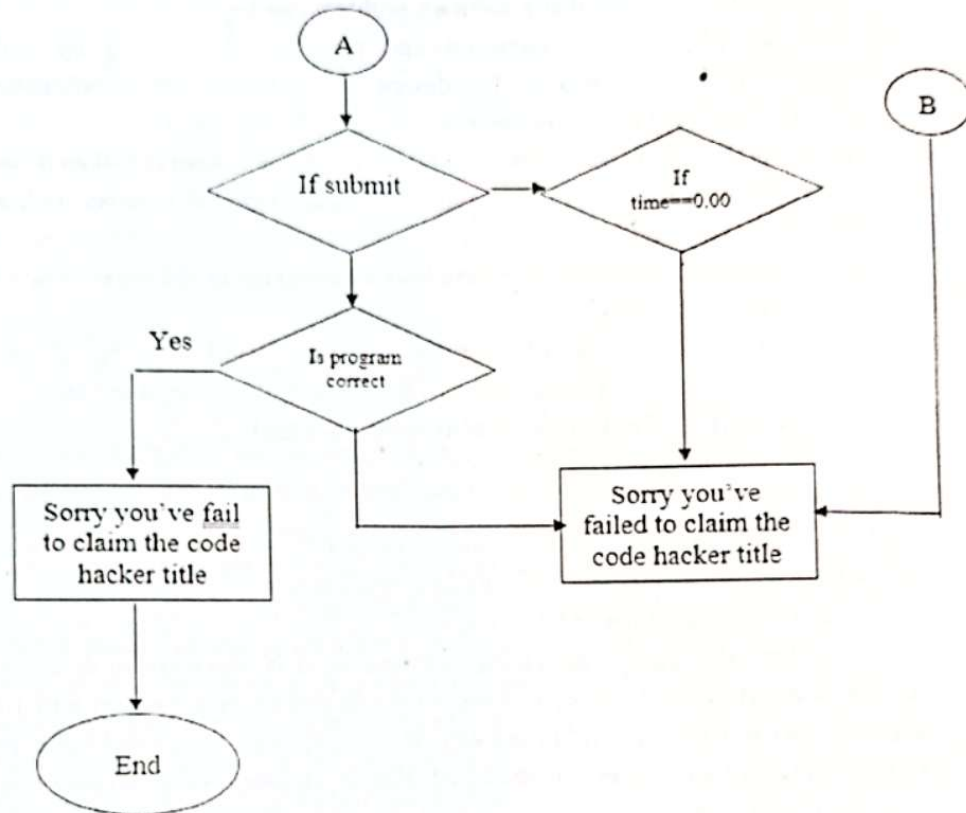 A
B
If submit
If
time==0.00
Yes
Is program
correct
Sorry you've fail
to claim the code
hacker title
Sorry you've
failed to claim the
code hacker title
End